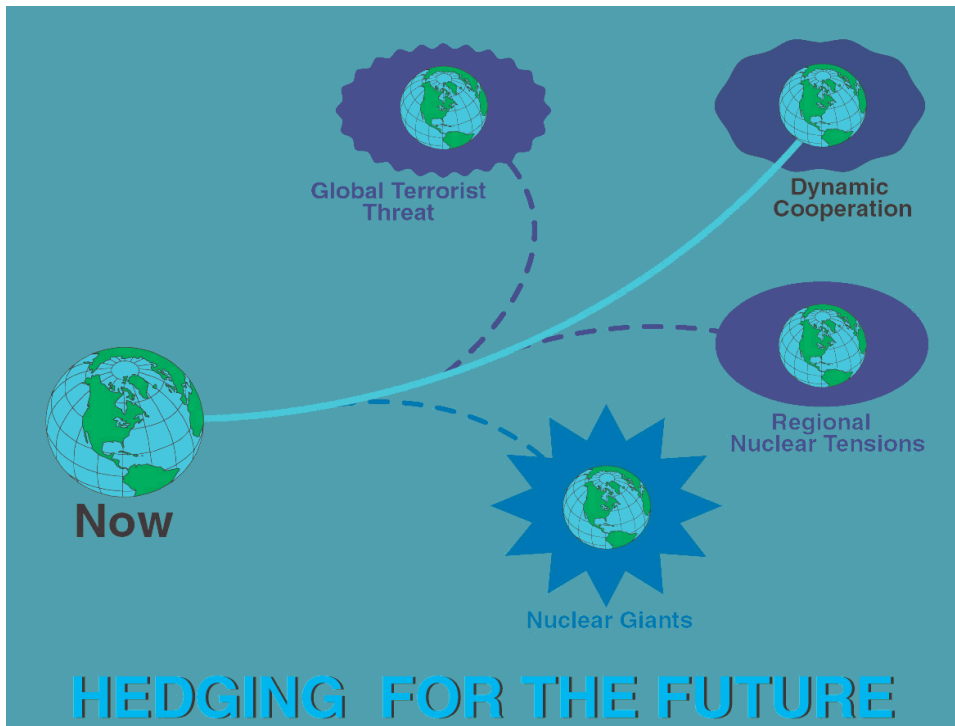 Global Terrorist
Threat
Dynamic
Cooperation
Regional
Nuclear Tensions
Now
Nuclear Giants
HEDGING FOR THE FUTURE